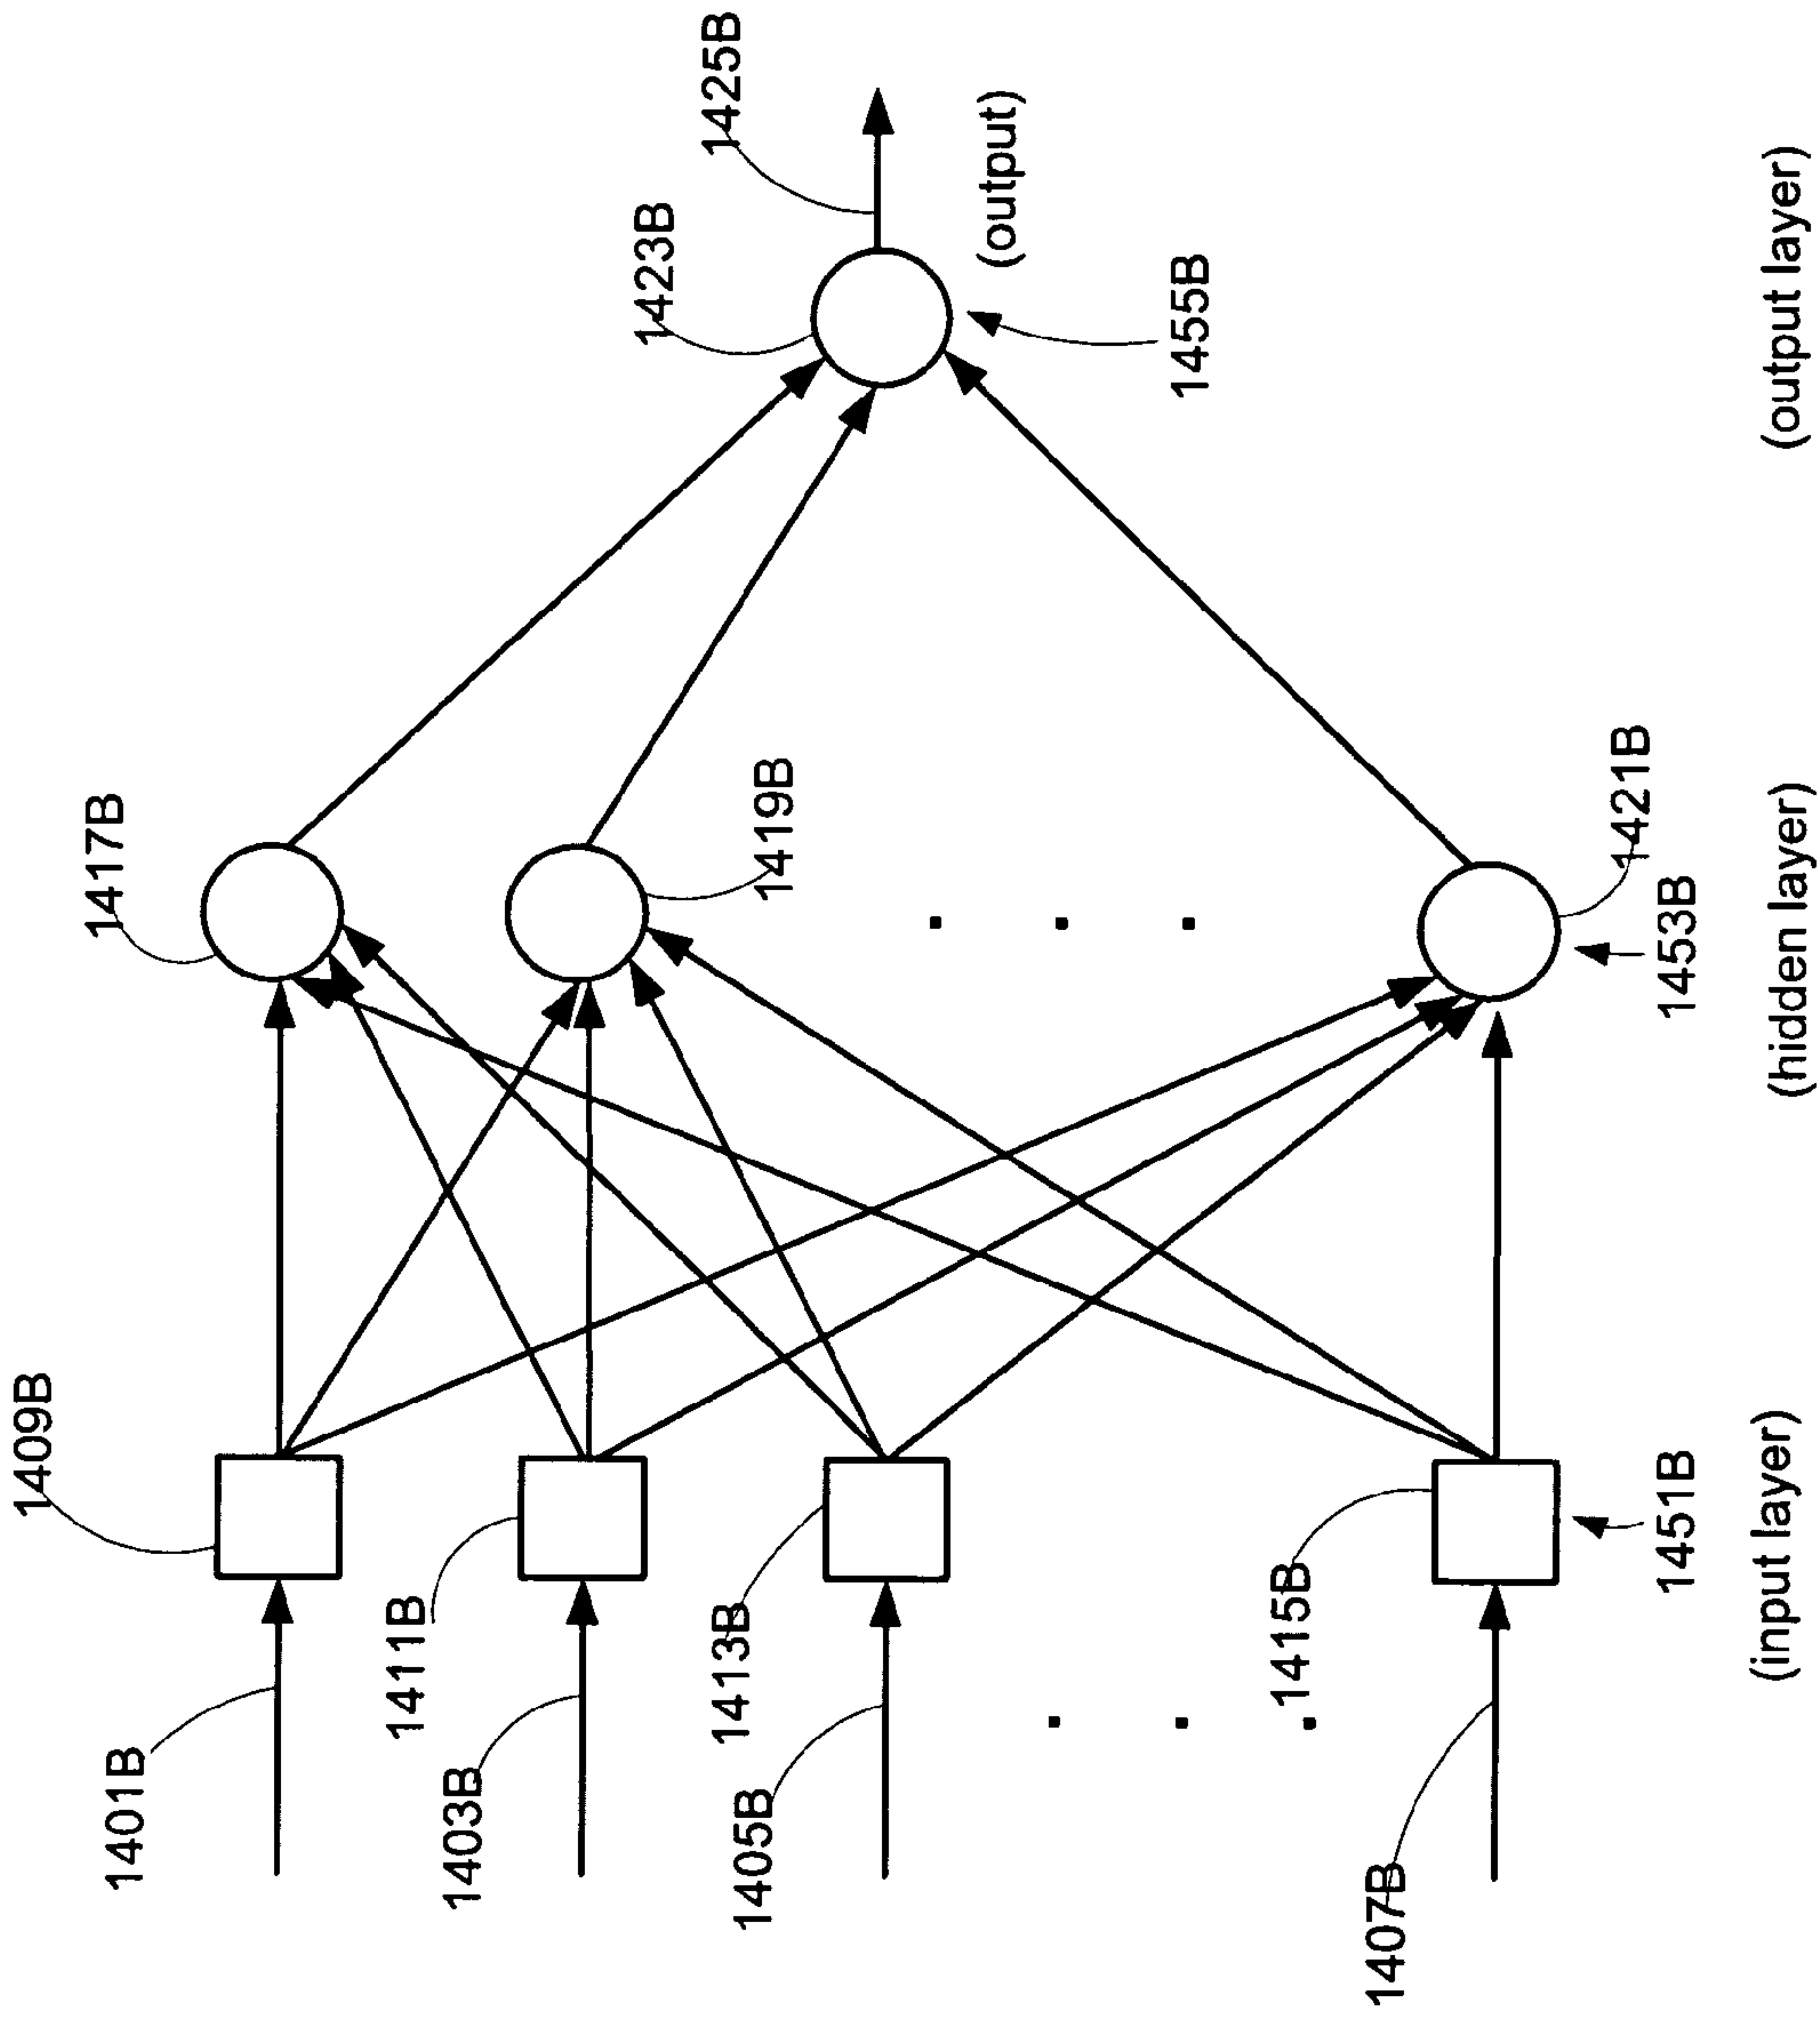 1401B
1409B
1417B
1403B
1411B
1419B
1405B
1413B
1407B
1415B
1423B
1425B
(output)
1451B
1453B
1421B
1455B
(input layer)
(hidden layer)
(output layer)